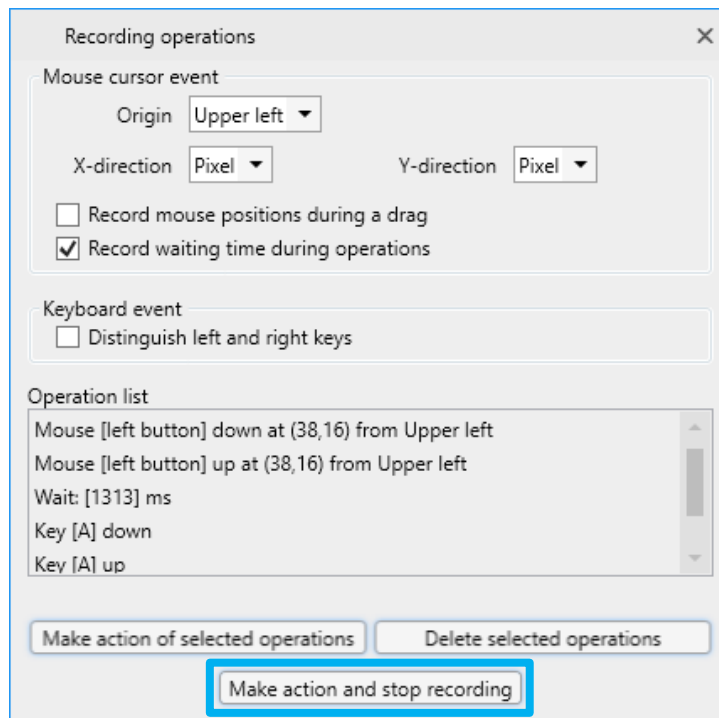 Recording operations
Mouse cursor event
Origin Upper left
X-direction Pixel Y-direction Pixel
Record mouse positions during a drag
Record waiting time during operations
Keyboard event
Distinguish left and right keys
Operation list
Mouse [left button] down at (38,16) from Upper left
Mouse [left button] up at (38,16) from Upper left
Wait: [1313] ms
Key [A] down
Key [A] up
Make action of selected operations Delete selected operations
Make action and stop recording